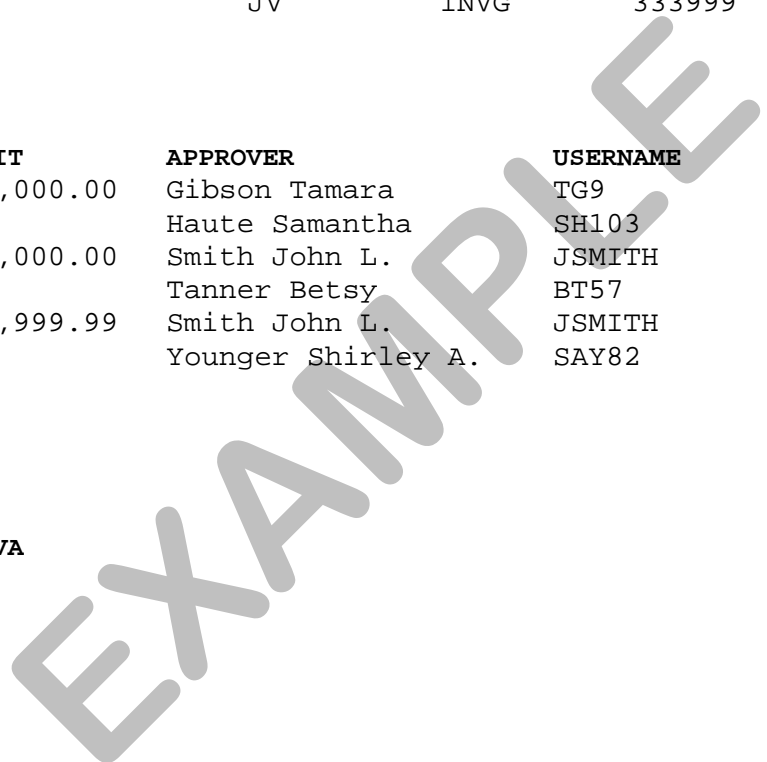 JV INVG 333999
IT APPROVER USERNAME
,000.00 Gibson Tamara TG9
Haute Samantha SH103
,000.00 Smith John L. JSMITH
Tanner Betsy BT57
,999.99 Smith John L. JSMITH
Younger Shirley A. SAY82
VA
EXAMPLE